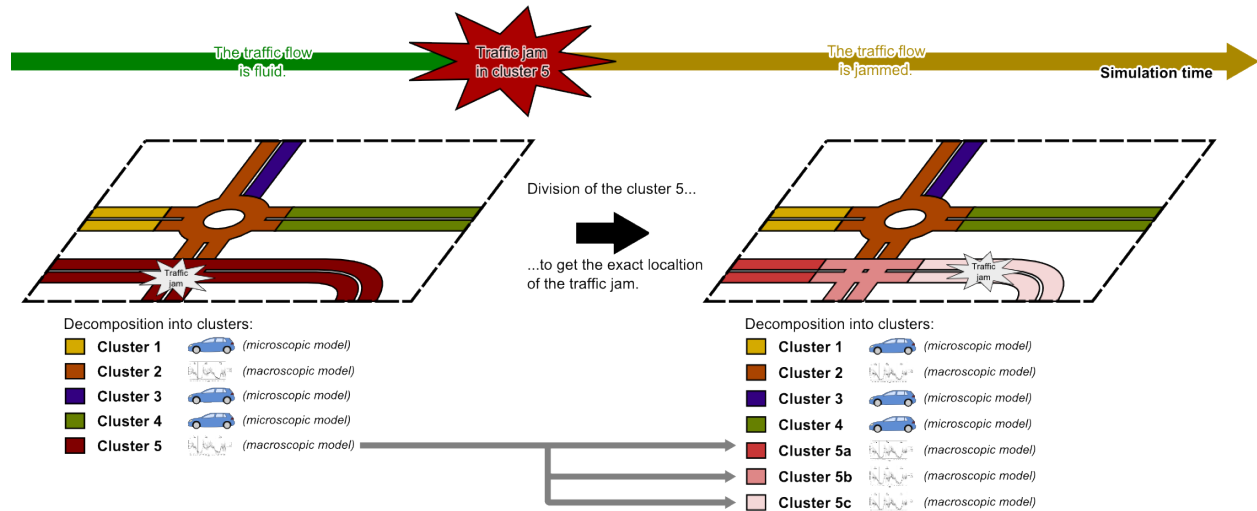 The traffic flow
is fluid.
Traffic jam
in cluster 5
The traffic flow
is jammed.
Simulation time
Division of the cluster 5...
...to get the exact localtion
of the traffic jam.
Traffic
jam
Traffic
jam
Decomposition into clusters:
Cluster 1 (microscopic model)
Cluster 2 (macroscopic model)
Cluster 3 (microscopic model)
Cluster 4 (microscopic model)
Cluster 5 (macroscopic model)
Decomposition into clusters:
Cluster 1 (microscopic model)
Cluster 2 (macroscopic model)
Cluster 3 (microscopic model)
Cluster 4 (microscopic model)
Cluster 5a (macroscopic model)
Cluster 5b (macroscopic model)
Cluster 5c (macroscopic model)